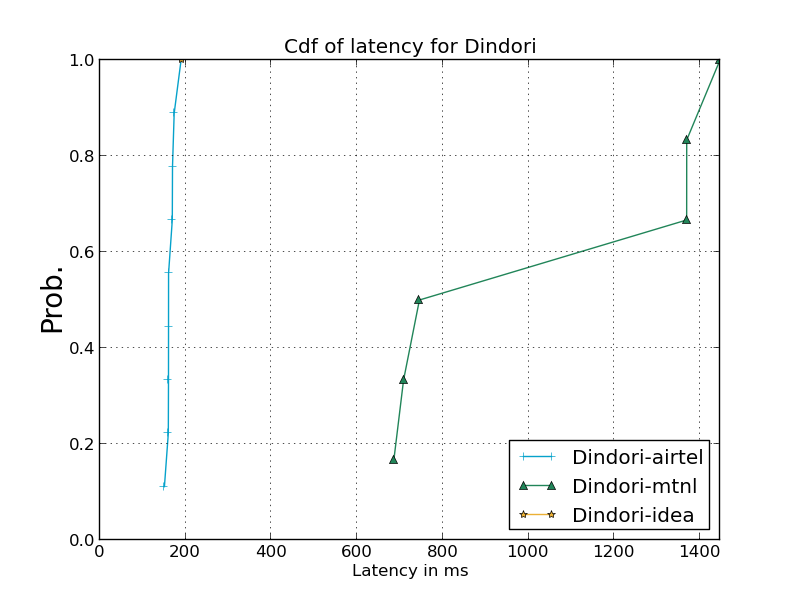 Cdf of latency for Dindori
1.0
0.8
0.6
0.4
0.2
0.0
Prob.
0 200 400 600 800 1000 1200 1400
Latency in ms
Dindori-airtel
Dindori-mtnl
Dindori-idea